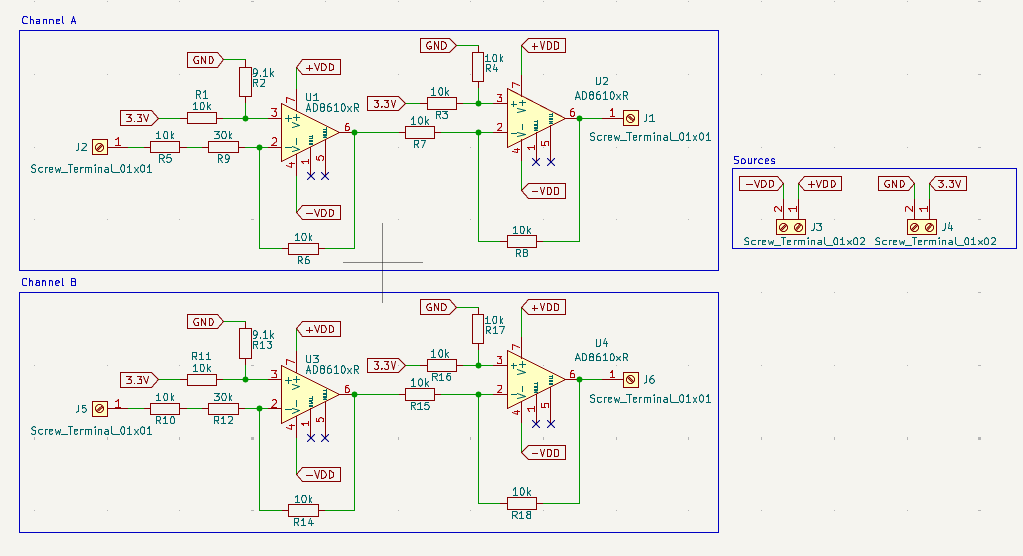 Channel A
GND
9.1k
R2
+VDD
U1
AD8610xR
R1
10k
3.3V
3
7
V+
V-
2
4
1
5
6
J2
1
Screw_Terminal_01x01
10k
R5
30k
R9
-VDD
10k
R6
GND
10k
R4
+VDD
U2
AD8610xR
3.3V
10k
R3
10k
R7
3
7
V+
V-
2
4
1
5
6
1
J1
Screw_Terminal_01x01
-VDD
10k
R8
Sources
-VDD
+VDD
2
1
J3
Screw_Terminal_01x02
GND
3.3V
2
1
J4
Screw_Terminal_01x02
Channel B
GND
9.1k
R13
+VDD
U3
AD8610xR
R11
10k
3.3V
3
7
V+
V-
2
4
1
5
6
J5
1
Screw_Terminal_01x01
10k
R10
30k
R12
-VDD
10k
R14
GND
10k
R17
+VDD
U4
AD8610xR
3.3V
10k
R16
10k
R15
3
7
V+
V-
2
4
1
5
6
1
J6
Screw_Terminal_01x01
-VDD
10k
R18